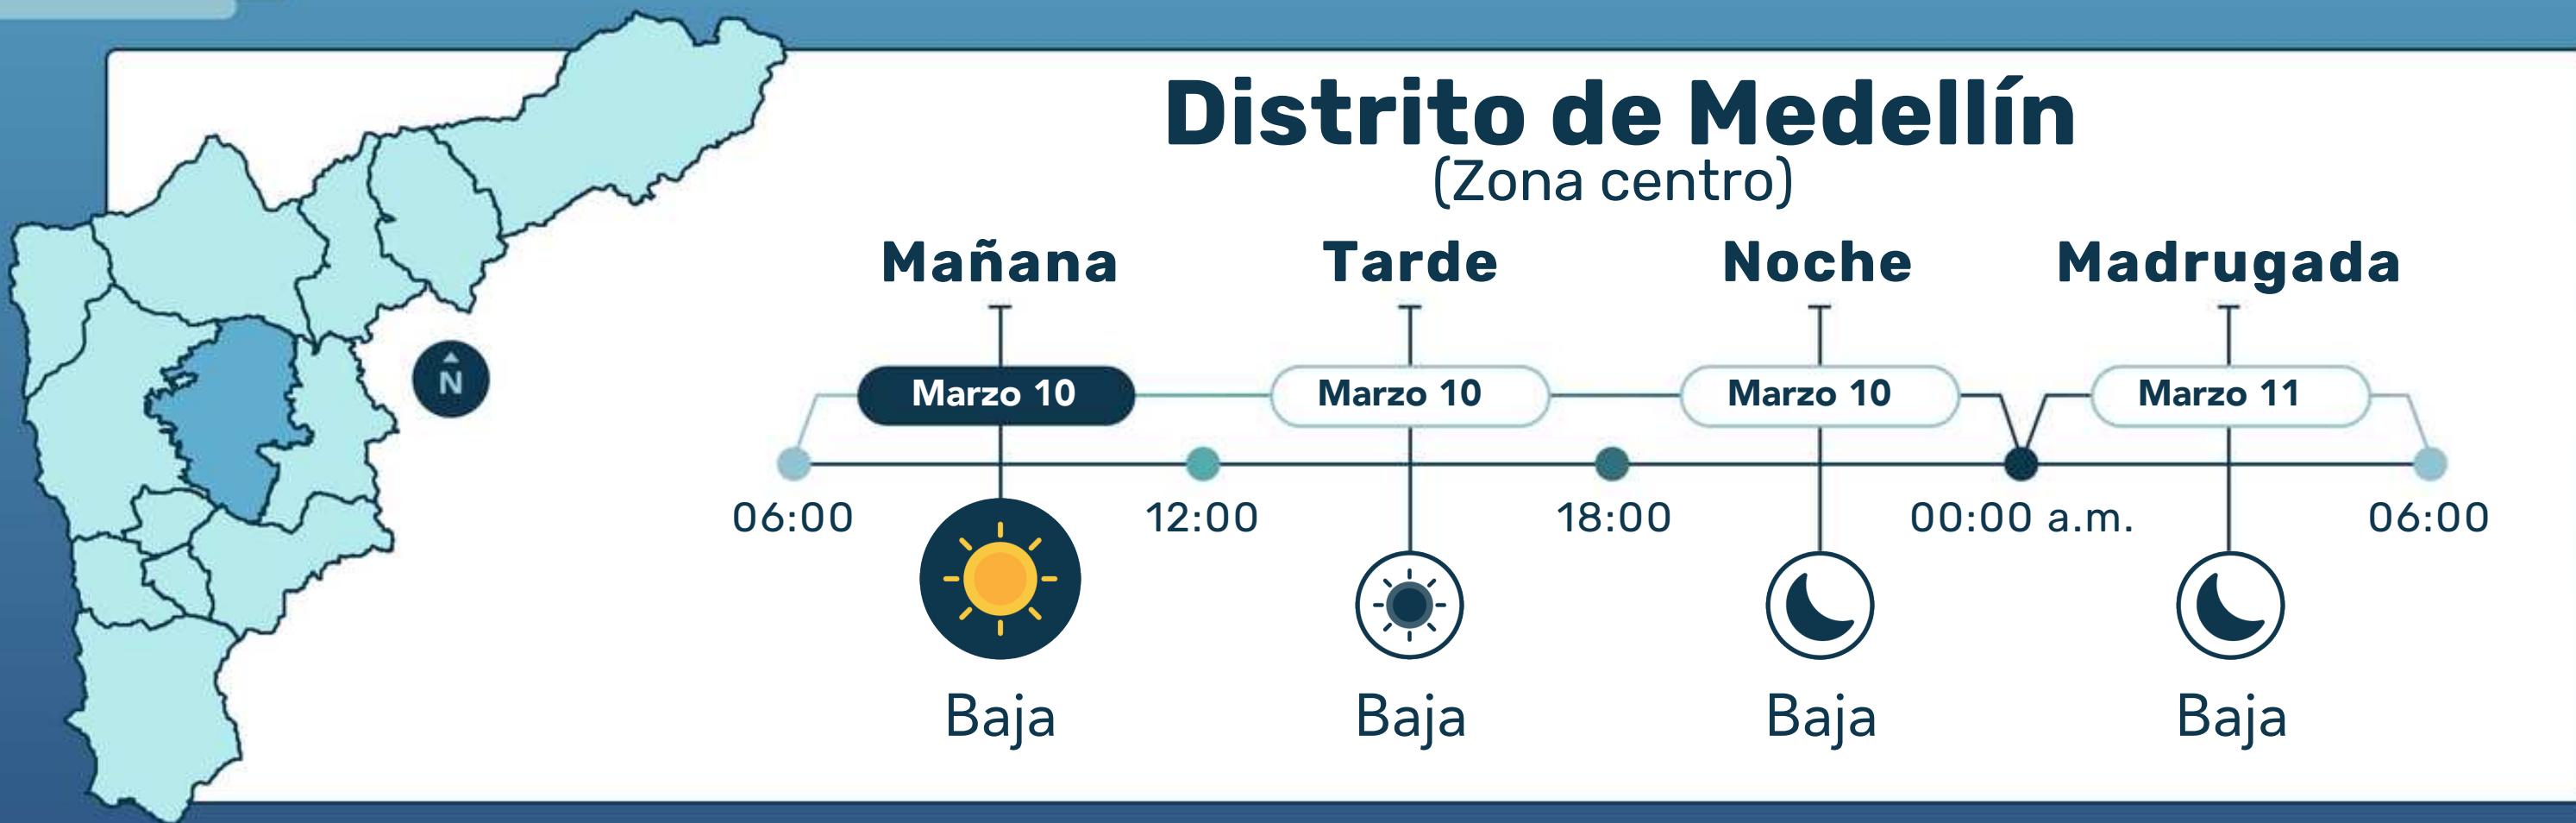 Distrito de Medellín
(Zona centro)
Mañana Tarde Noche Madrugada
Marzo 10 Marzo 10 Marzo 10 Marzo 11
N
06:00 12:00 18:00 00:00 a.m. 06:00
Baja Baja Baja Baja